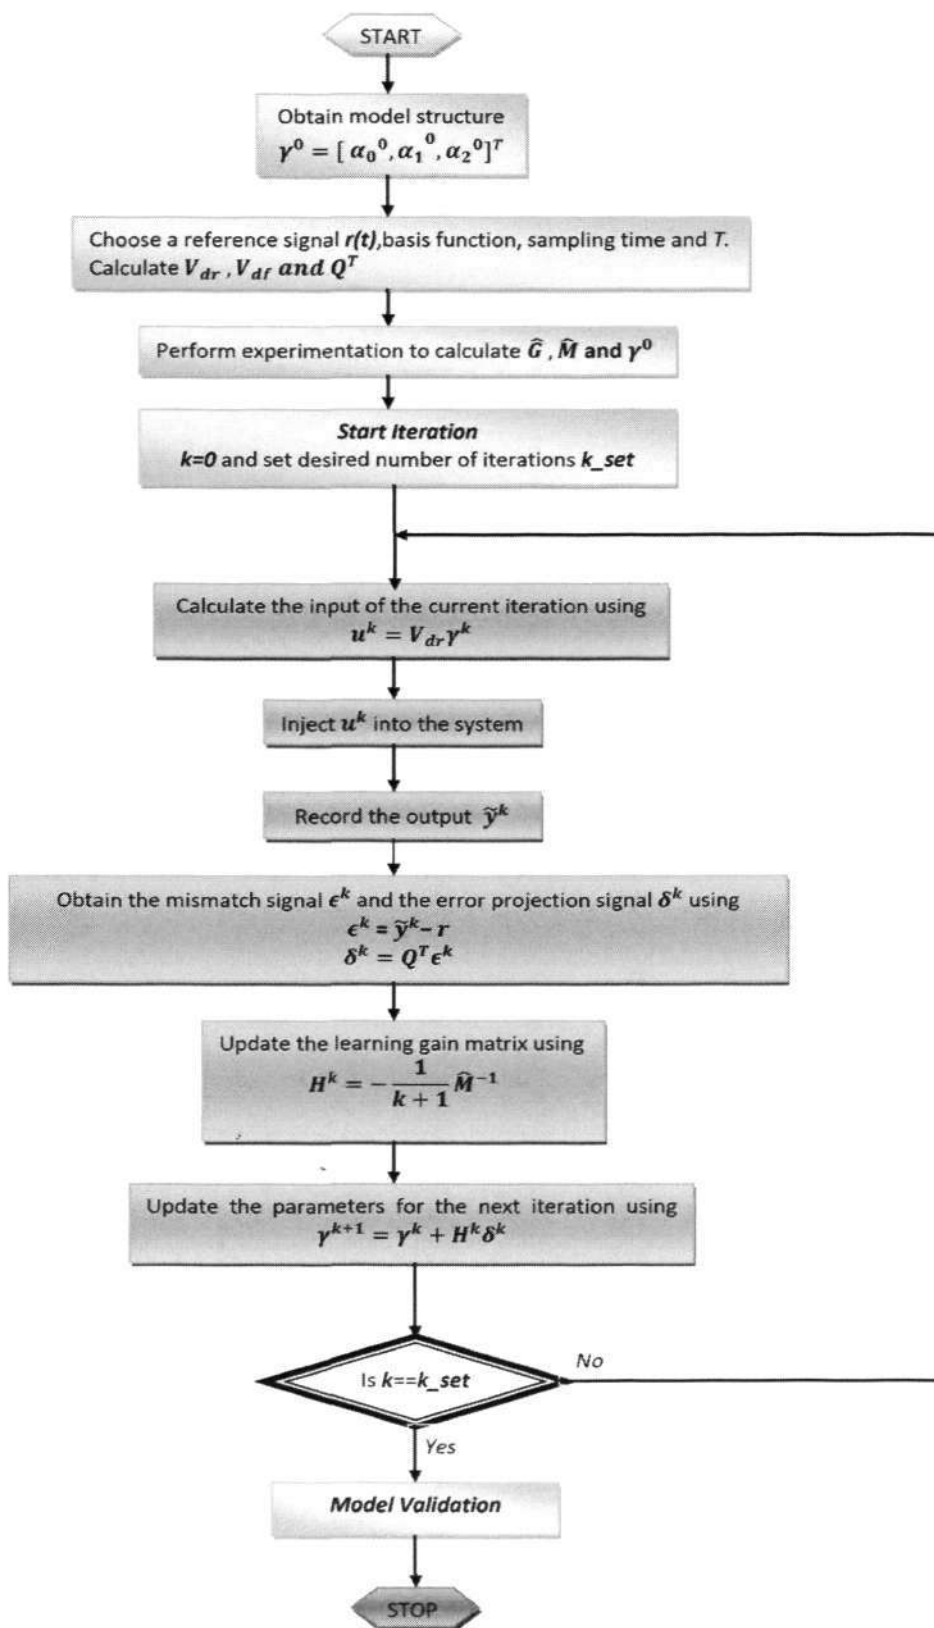 START
Obtain model structure
γ⁰ = [ α₀⁰, α₁⁰, α₂⁰]ᵀ
Choose a reference signal r(t),basis function, sampling time and T.
Calculate V_dr , V_df and Qᵀ
Perform experimentation to calculate Ĝ , M̂ and γ⁰
Start Iteration
k=0 and set desired number of iterations k_set
Calculate the input of the current iteration using
uᵏ = V_dr γᵏ
Inject uᵏ into the system
Record the output ỹᵏ
Obtain the mismatch signal ϵᵏ and the error projection signal δᵏ using
ϵᵏ = ỹᵏ− r
δᵏ = Qᵀϵᵏ
Update the learning gain matrix using
Hᵏ = − 1/(k + 1) M̂⁻¹
Update the parameters for the next iteration using
γᵏ⁺¹ = γᵏ + Hᵏδᵏ
Is k==k_set
No
Yes
Model Validation
STOP